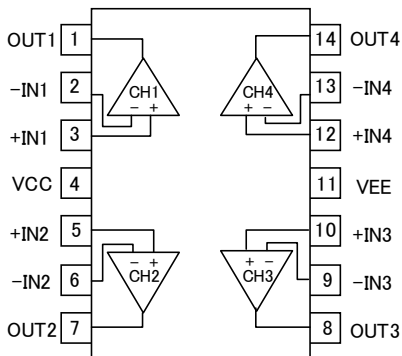 OUT1 1 14 OUT4
−IN1 2 13 −IN4
CH1 CH4
− + + −
+IN1 3 12 +IN4
VCC 4 11 VEE
+IN2 5 10 +IN3
− + + −
CH2 CH3
−IN2 6 9 −IN3
OUT2 7 8 OUT3